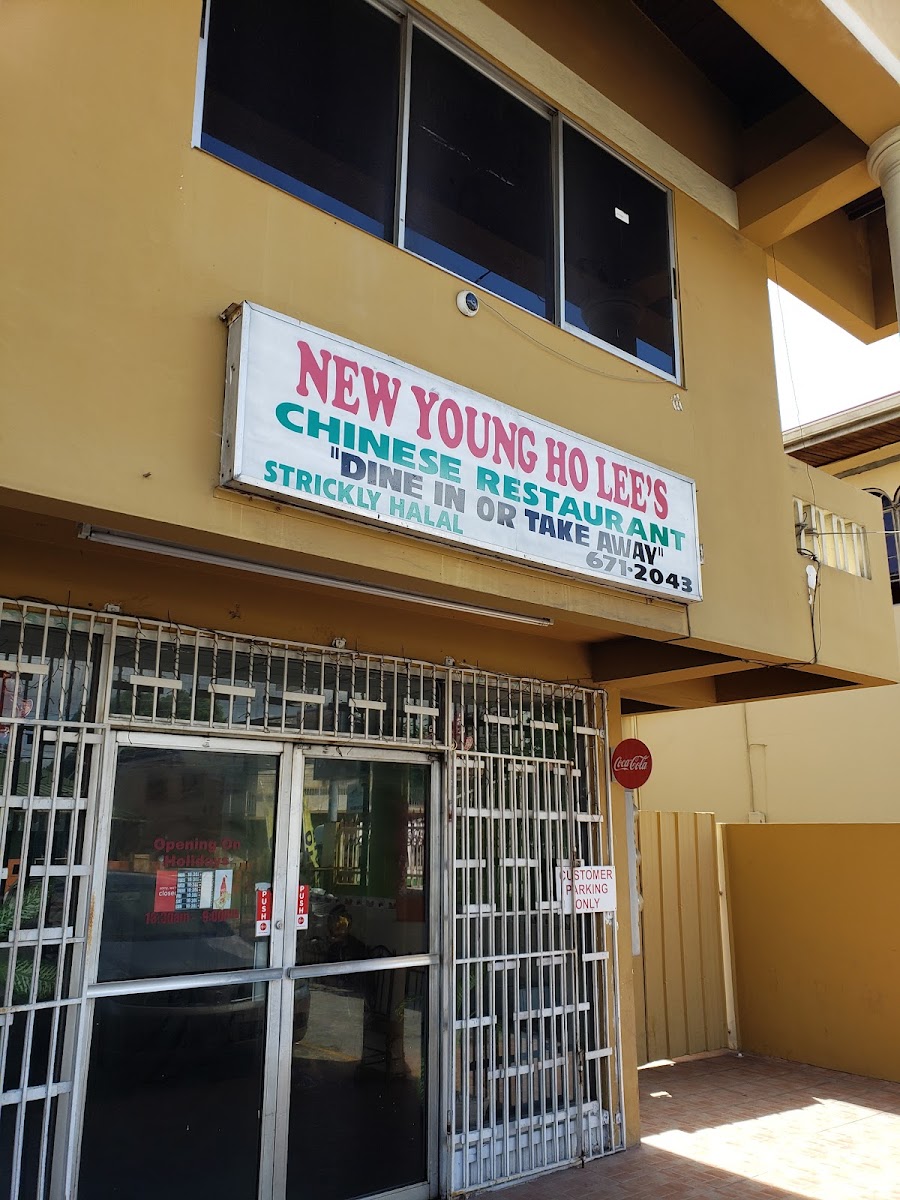 NEW YOUNG HO LEE'S
CHINESE RESTAURANT
"DINE IN OR TAKE AWAY"
STRICKLY HALAL
671-2043
Coca-Cola
CUSTOMER
PARKING
ONLY
Opening On
Holidays
PUSH
PUSH